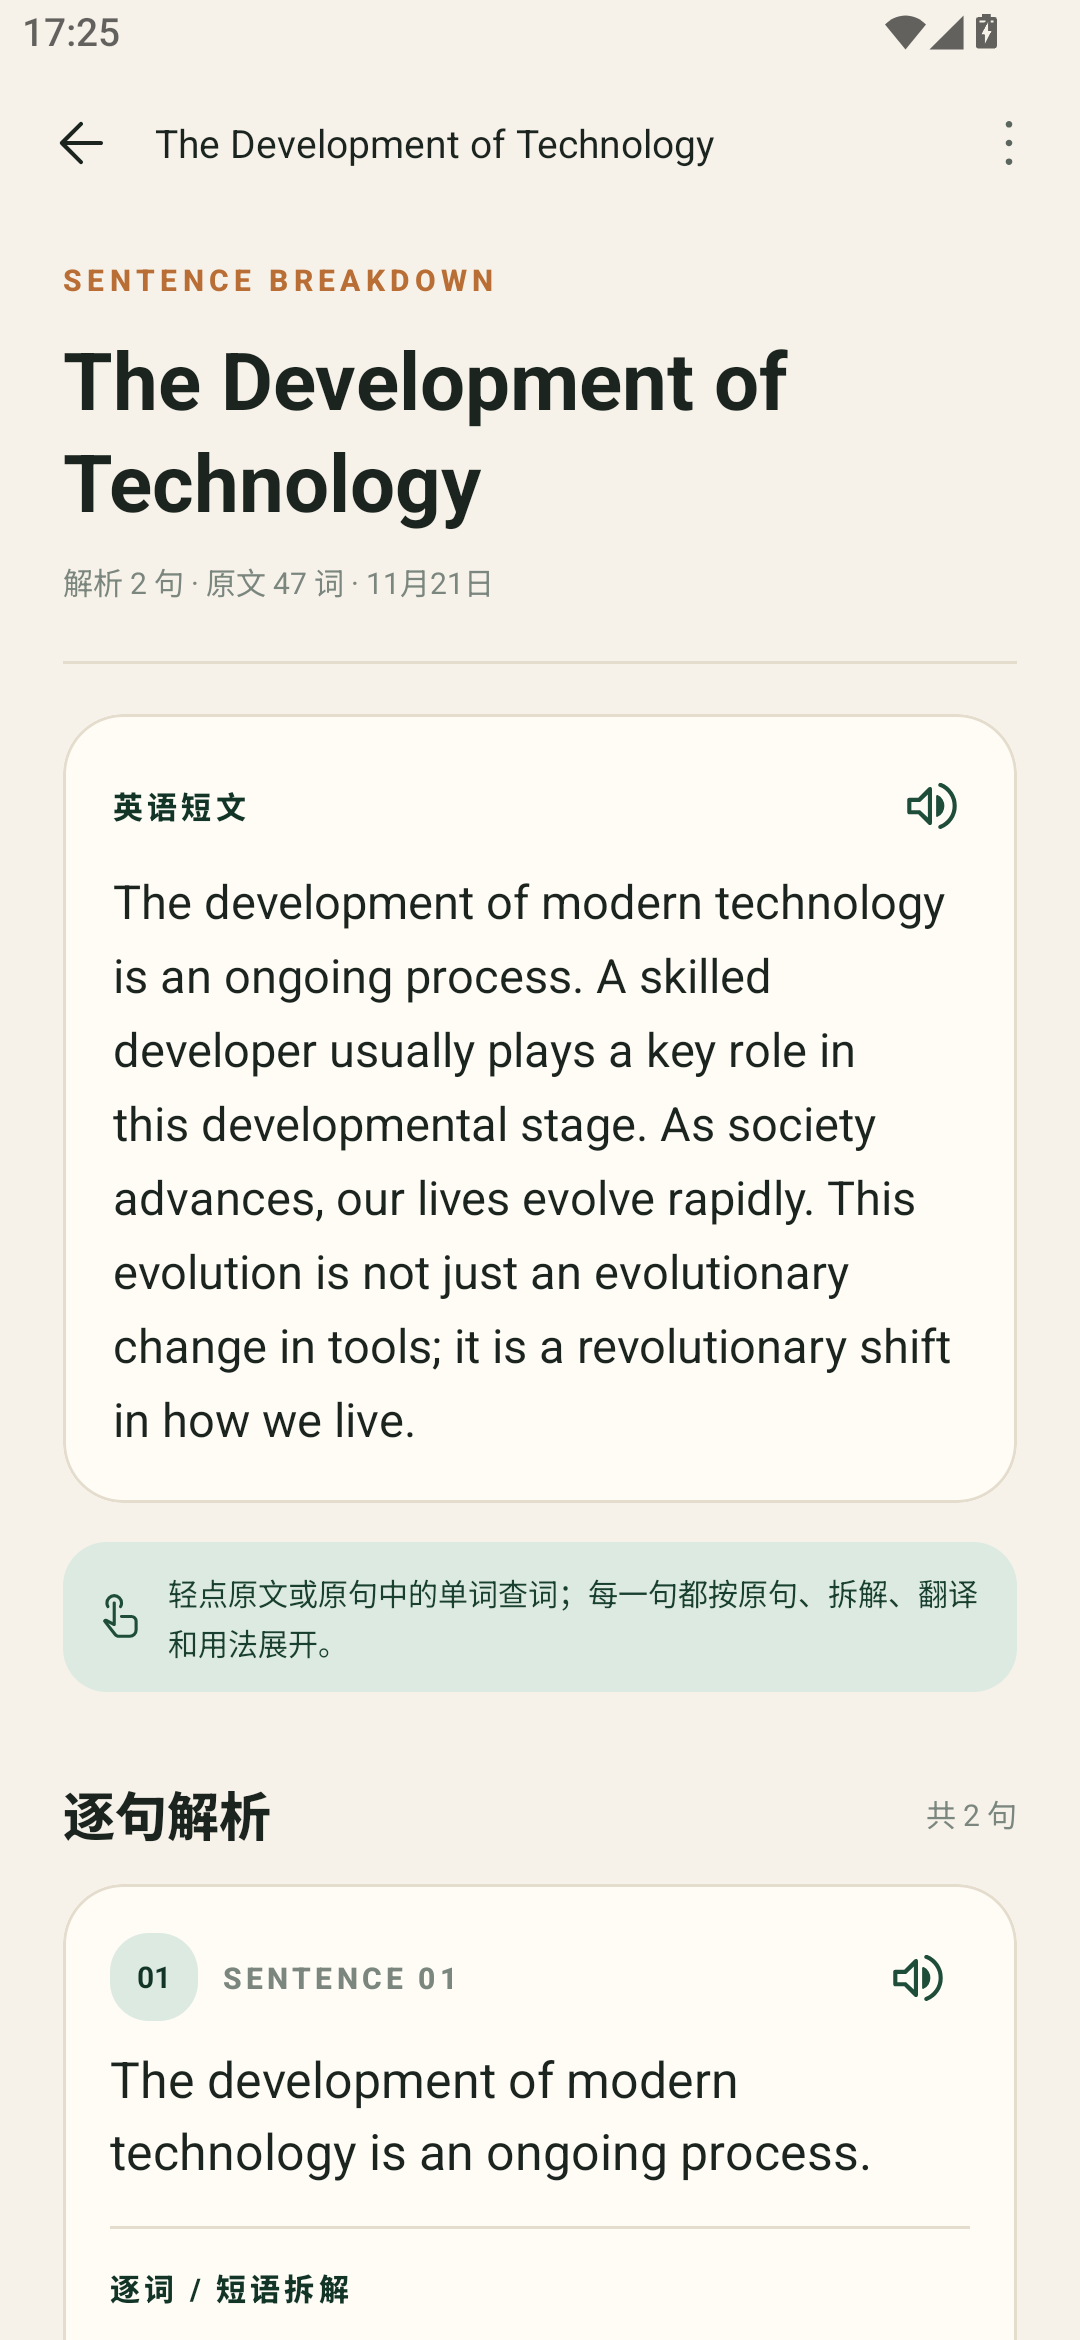 17:25
The Development of Technology
SENTENCE BREAKDOWN
The Development of
Technology
解析 2 句 · 原文 47 词 · 11月21日
英语短文
The development of modern technology
is an ongoing process. A skilled
developer usually plays a key role in
this developmental stage. As society
advances, our lives evolve rapidly. This
evolution is not just an evolutionary
change in tools; it is a revolutionary shift
in how we live.
轻点原文或原句中的单词查词；每一句都按原句、拆解、翻译
和用法展开。
逐句解析
共 2 句
01
SENTENCE 01
The development of modern
technology is an ongoing process.
逐词 / 短语拆解